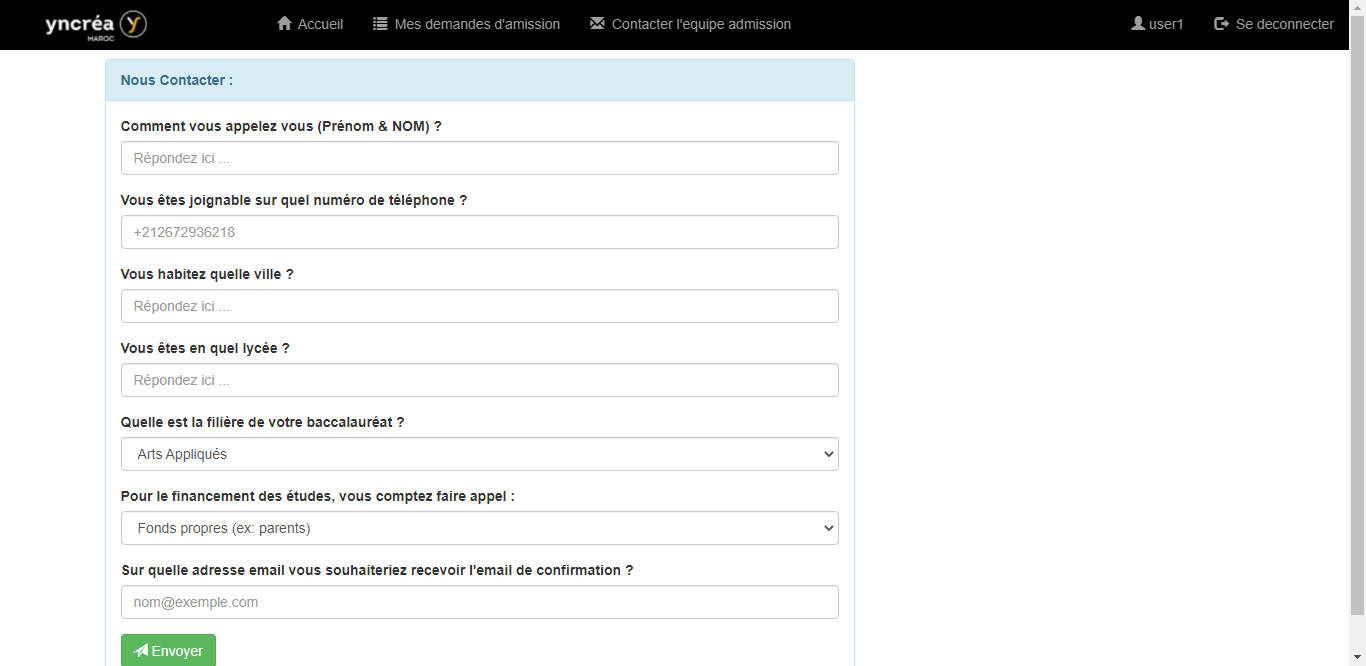 yncréa
MAROC
Accueil
Mes demandes d'amission
Contacter l'equipe admission
user1
Se deconnecter
Nous Contacter :
Comment vous appelez vous (Prénom & NOM) ?
Répondez ici ...
Vous êtes joignable sur quel numéro de téléphone ?
+212672936218
Vous habitez quelle ville ?
Répondez ici ...
Vous êtes en quel lycée ?
Répondez ici ...
Quelle est la filière de votre baccalauréat ?
Arts Appliqués
Pour le financement des études, vous comptez faire appel :
Fonds propres (ex: parents)
Sur quelle adresse email vous souhaiteriez recevoir l'email de confirmation ?
nom@exemple.com
Envoyer